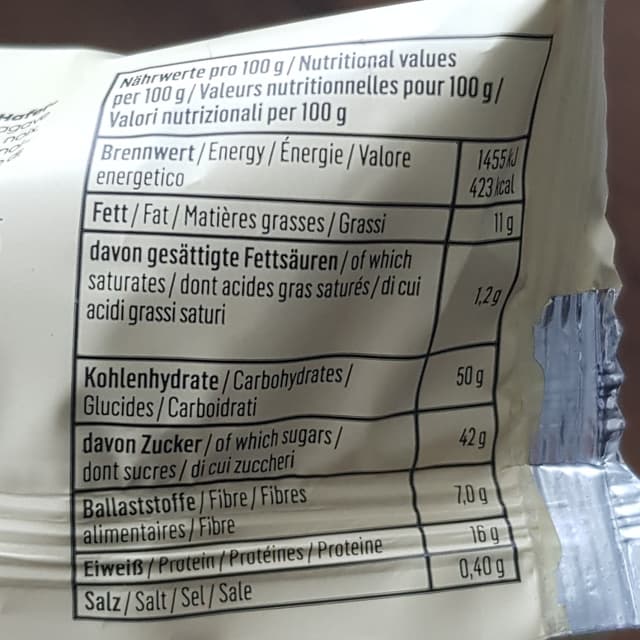 Nährwerte pro 100 g / Nutritional values
per 100 g / Valeurs nutritionnelles pour 100 g /
Valori nutrizionali per 100 g
Brennwert / Energy / Énergie / Valore
energetico
1455 kJ
423 kcal
Fett / Fat / Matières grasses / Grassi
11 g
davon gesättigte Fettsäuren / of which
saturates / dont acides gras saturés / di cui
acidi grassi saturi
1,2 g
Kohlenhydrate / Carbohydrates /
Glucides / Carboidrati
50 g
davon Zucker / of which sugars /
dont sucres / di cui zuccheri
42 g
Ballaststoffe / Fibre / Fibres
alimentaires / Fibre
7,0 g
Eiweiß / Protein / Protéines / Proteine
16 g
Salz / Salt / Sel / Sale
0,40 g